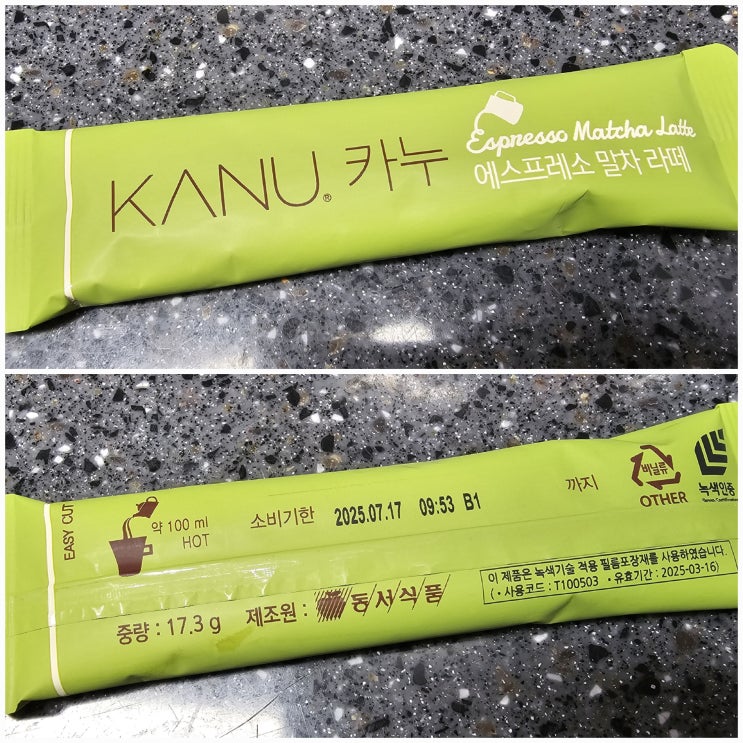 KANU® 카누
Espresso Matcha Latte
에스프레소 말차 라떼
EASY CUT
약 100 ml
HOT
소비기한 2025.07.17 09:53 B1 까지
비닐류
OTHER
녹색인증
중량 : 17.3 g 제조원 : 동서식품
이 제품은 녹색기술 적용 필름포장재를 사용하였습니다.
( • 사용코드 : T100503 • 유효기간 : 2025-03-16)